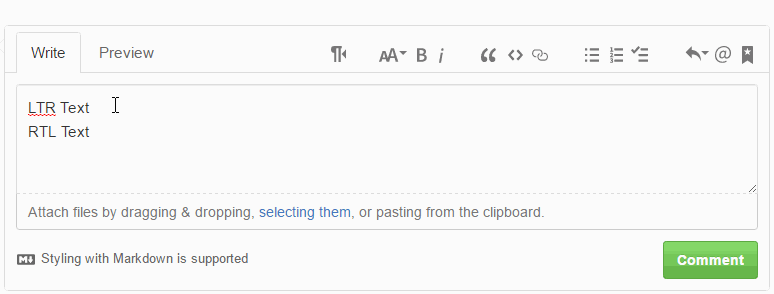 Write Preview AA B i @
LTR Text
RTL Text
Attach files by dragging & dropping, selecting them, or pasting from the clipboard.
M Styling with Markdown is supported Comment